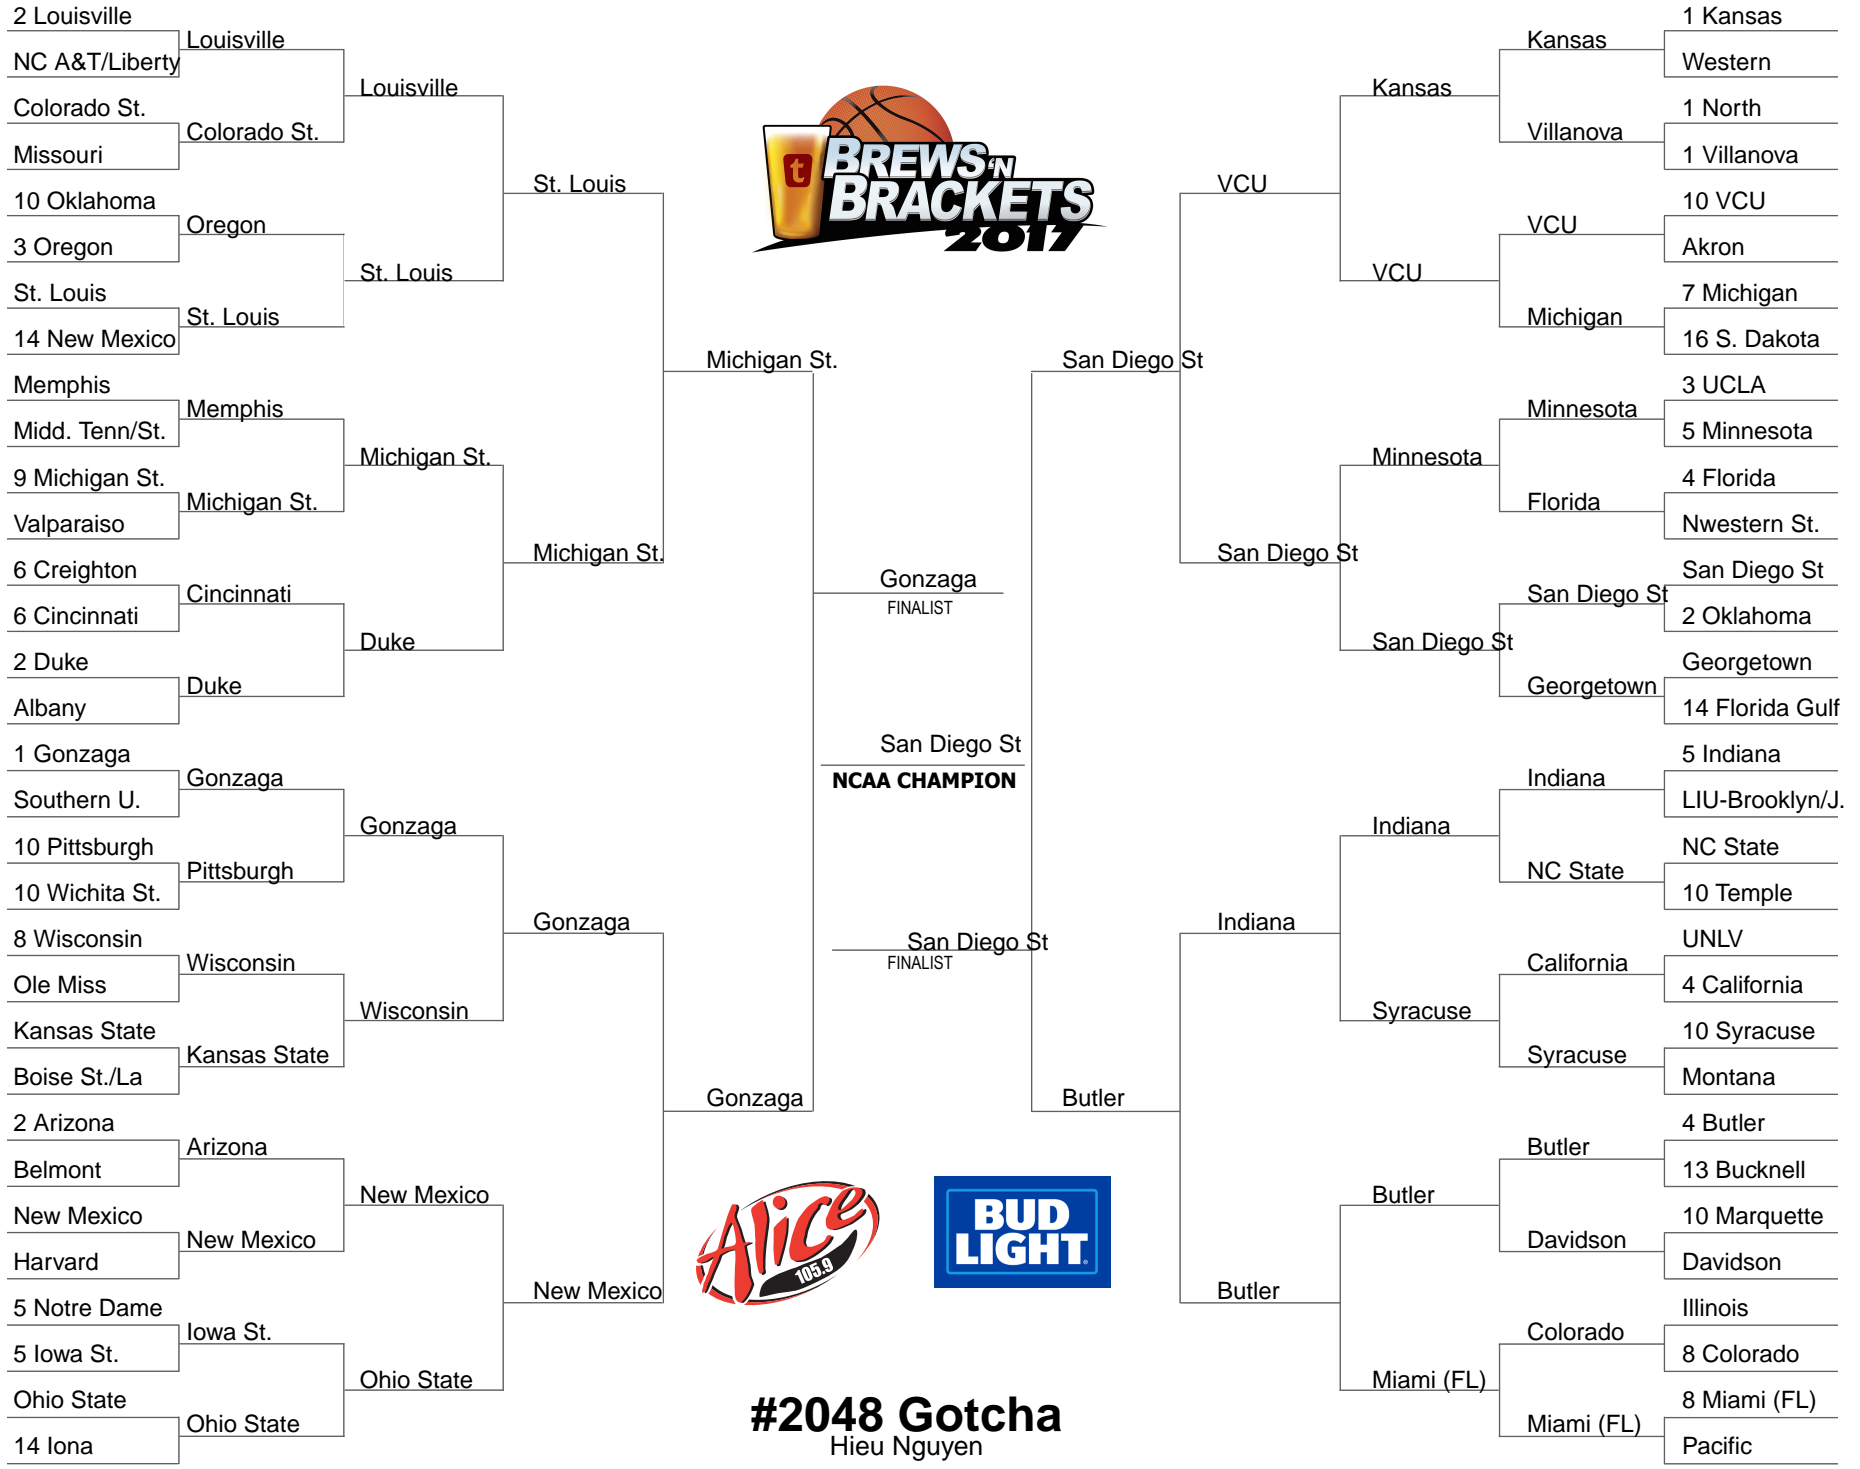 2 Louisville
NC A&T/Liberty
Colorado St.
Missouri
10 Oklahoma
3 Oregon
St. Louis
14 New Mexico
Memphis
Midd. Tenn/St.
9 Michigan St.
Valparaiso
6 Creighton
6 Cincinnati
2 Duke
Albany
1 Gonzaga
Southern U.
10 Pittsburgh
10 Wichita St.
8 Wisconsin
Ole Miss
Kansas State
Boise St./La
2 Arizona
Belmont
New Mexico
Harvard
5 Notre Dame
5 Iowa St.
Ohio State
14 Iona
Louisville
Colorado St.
Oregon
St. Louis
Memphis
Michigan St.
Cincinnati
Duke
Gonzaga
Pittsburgh
Wisconsin
Kansas State
Arizona
New Mexico
Iowa St.
Ohio State
Louisville
St. Louis
Michigan St.
Duke
Gonzaga
Wisconsin
New Mexico
Ohio State
St. Louis
Michigan St.
Gonzaga
New Mexico
Michigan St.
Gonzaga
t
BREWS 'N
BRACKETS
2017
Gonzaga
FINALIST
San Diego St
NCAA CHAMPION
San Diego St
FINALIST
Alice
105.9
BUD
LIGHT
#2048 Gotcha
Hieu Nguyen
San Diego St
Butler
VCU
San Diego St
Indiana
Butler
Kansas
VCU
Minnesota
San Diego St
Indiana
Syracuse
Butler
Miami (FL)
Kansas
Villanova
VCU
Michigan
Minnesota
Florida
San Diego St
Georgetown
Indiana
NC State
California
Syracuse
Butler
Davidson
Colorado
Miami (FL)
1 Kansas
Western
1 North
1 Villanova
10 VCU
Akron
7 Michigan
16 S. Dakota
3 UCLA
5 Minnesota
4 Florida
Nwestern St.
San Diego St
2 Oklahoma
Georgetown
14 Florida Gulf
5 Indiana
LIU-Brooklyn/J.
NC State
10 Temple
UNLV
4 California
10 Syracuse
Montana
4 Butler
13 Bucknell
10 Marquette
Davidson
Illinois
8 Colorado
8 Miami (FL)
Pacific